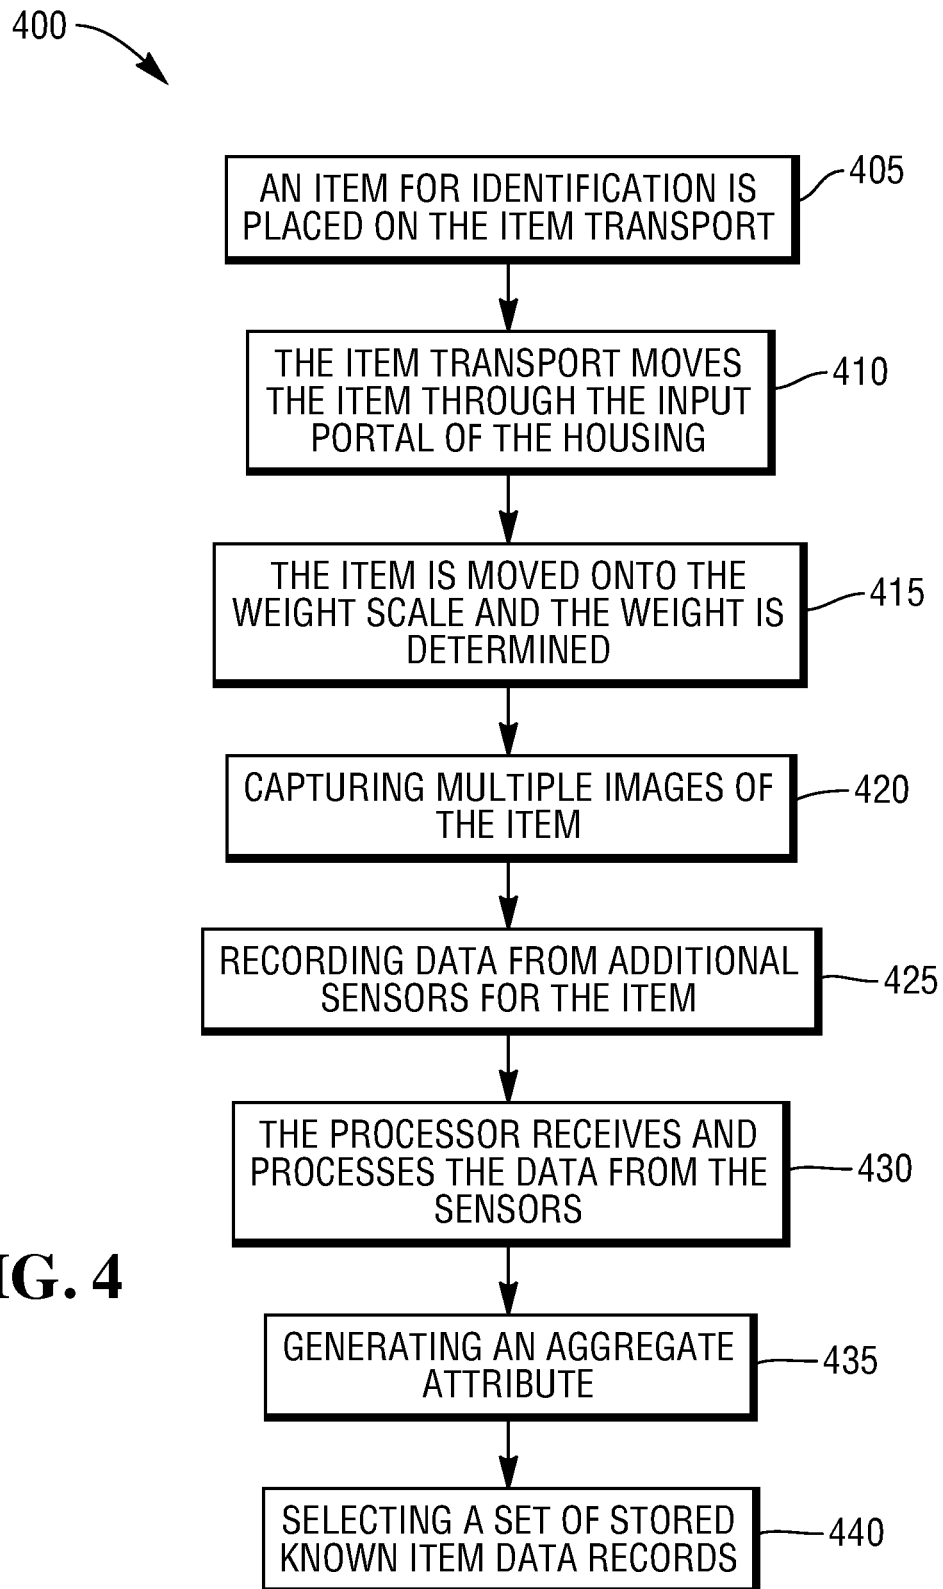 400
AN ITEM FOR IDENTIFICATION IS
PLACED ON THE ITEM TRANSPORT
405
THE ITEM TRANSPORT MOVES
THE ITEM THROUGH THE INPUT
PORTAL OF THE HOUSING
410
THE ITEM IS MOVED ONTO THE
WEIGHT SCALE AND THE WEIGHT IS
DETERMINED
415
CAPTURING MULTIPLE IMAGES OF
THE ITEM
420
RECORDING DATA FROM ADDITIONAL
SENSORS FOR THE ITEM
425
THE PROCESSOR RECEIVES AND
PROCESSES THE DATA FROM THE
SENSORS
430
IG. 4
GENERATING AN AGGREGATE
ATTRIBUTE
435
SELECTING A SET OF STORED
KNOWN ITEM DATA RECORDS
440